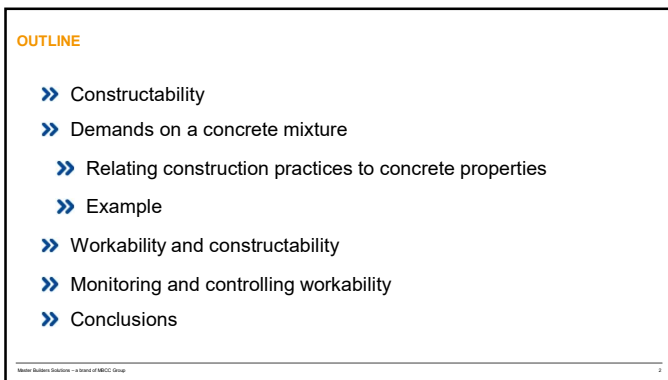 OUTLINE
Constructability
Demands on a concrete mixture
Relating construction practices to concrete properties
Example
Workability and constructability
Monitoring and controlling workability
Conclusions
Master Builders Solutions – a brand of MBCC Group
2